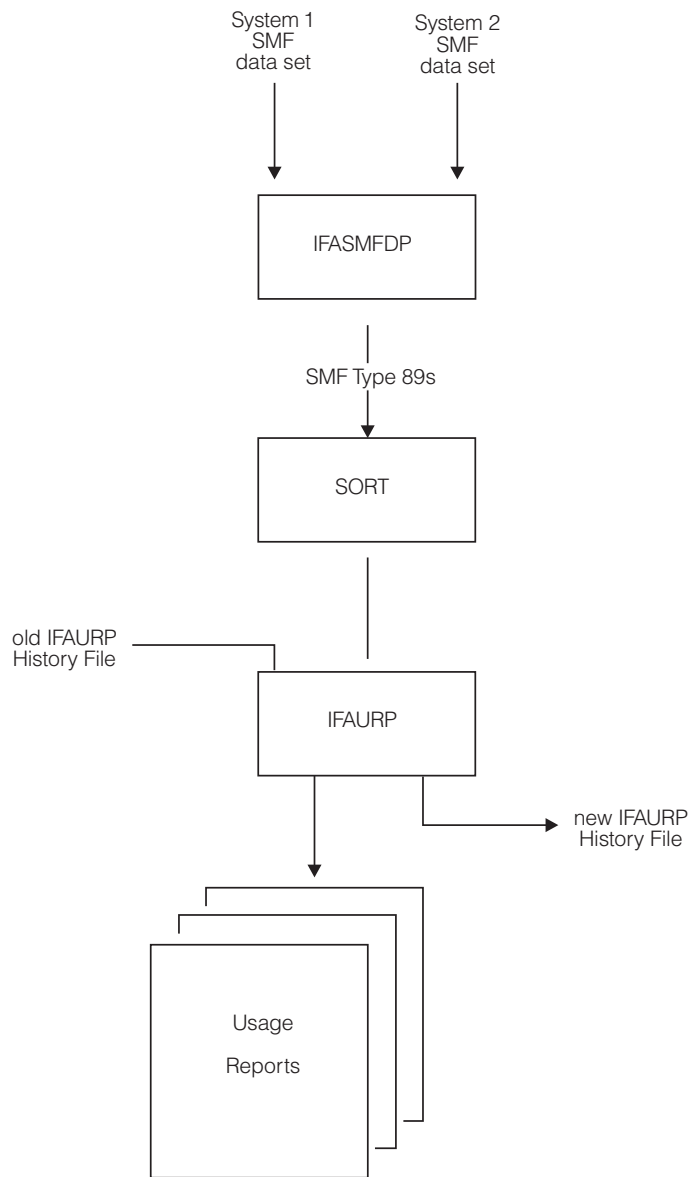 System 1
SMF
data set
System 2
SMF
data set
IFASMFDP
SMF Type 89s
SORT
old IFAURP
History File
IFAURP
new IFAURP
History File
Usage
Reports